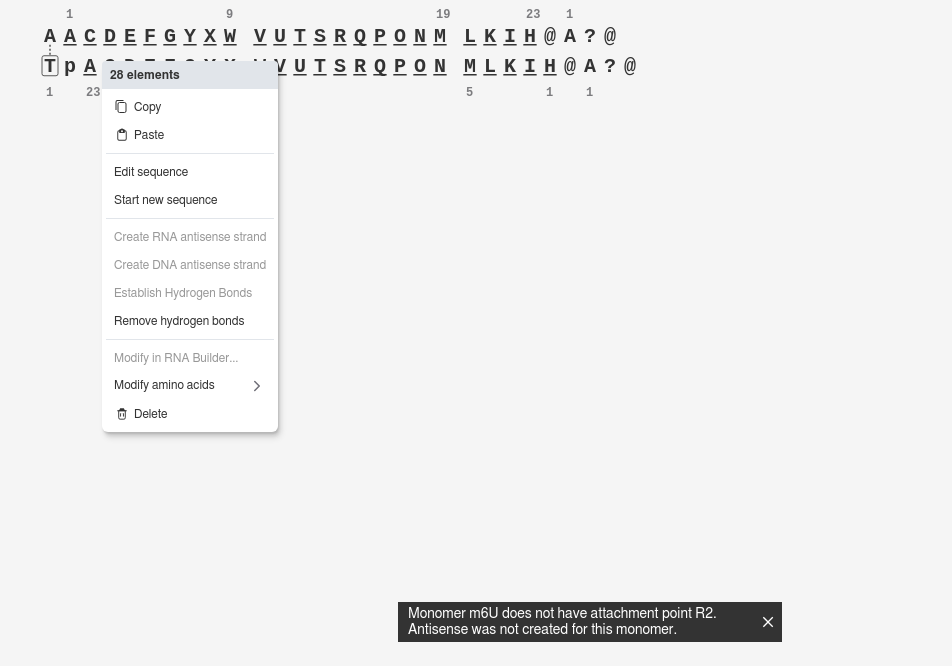 1 9 19 23 1
A A C D E F G Y X W V U T S R Q P O N M L K I H @ A ? @
T p A V U T S R Q P O N M L K I H @ A ? @
1 23 5 1 1
28 elements
Copy
Paste
Edit sequence
Start new sequence
Create RNA antisense strand
Create DNA antisense strand
Establish Hydrogen Bonds
Remove hydrogen bonds
Modify in RNA Builder...
Modify amino acids
Delete
Monomer m6U does not have attachment point R2.
Antisense was not created for this monomer.